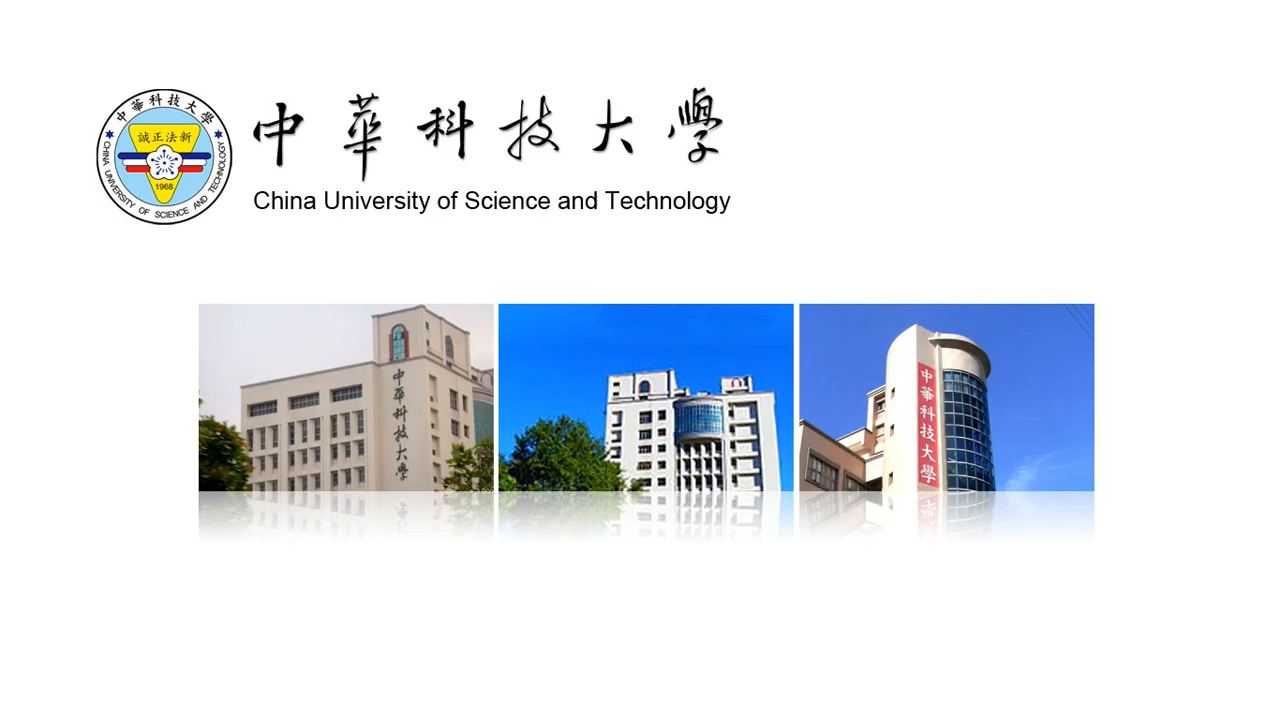 中華科技大學
誠正法新
1968
CHINA UNIVERSITY OF SCIENCE AND TECHNOLOGY
中華科技大學
China University of Science and Technology
中華科技大學
中華科技大學